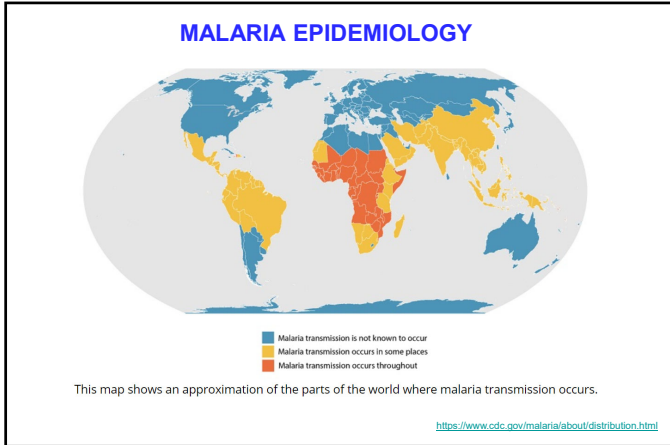 MALARIA EPIDEMIOLOGY
Malaria transmission is not known to occur
Malaria transmission occurs in some places
Malaria transmission occurs throughout
This map shows an approximation of the parts of the world where malaria transmission occurs.
https://www.cdc.gov/malaria/about/distribution.html